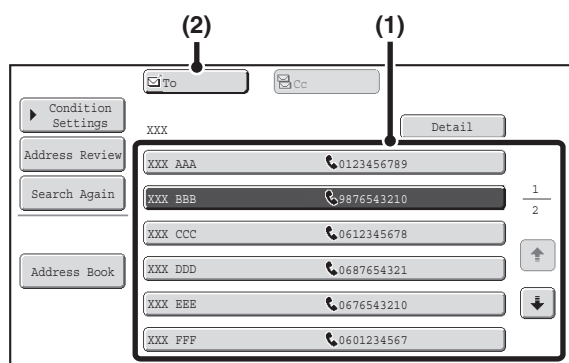 (2) (1)
To Cc
Condition
Settings
XXX Detail
Address Review
XXX AAA 0123456789
Search Again
XXX BBB 9876543210
1
2
XXX CCC 0612345678
Address Book
XXX DDD 0687654321
XXX EEE 0676543210
XXX FFF 0601234567